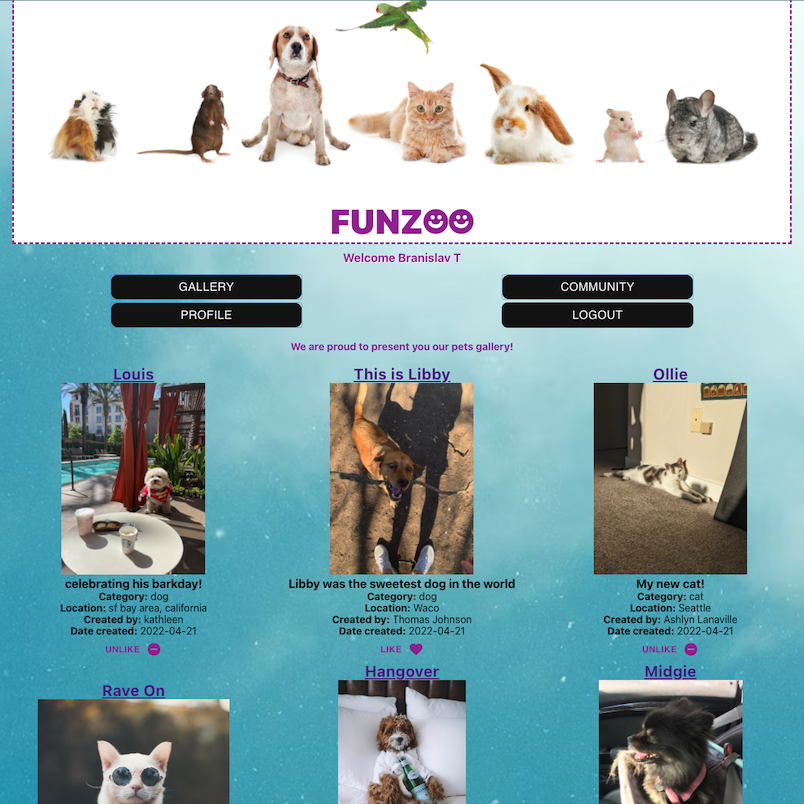 FUNZOO
Welcome Branislav T
GALLERY
COMMUNITY
PROFILE
LOGOUT
We are proud to present you our pets gallery!
Louis
celebrating his barkday!
Category: dog
Location: sf bay area, california
Created by: kathleen
Date created: 2022-04-21
UNLIKE
This is Libby
Libby was the sweetest dog in the world
Category: dog
Location: Waco
Created by: Thomas Johnson
Date created: 2022-04-21
LIKE
Ollie
My new cat!
Category: cat
Location: Seattle
Created by: Ashlyn Lanaville
Date created: 2022-04-21
UNLIKE
Rave On
Hangover
Midgie